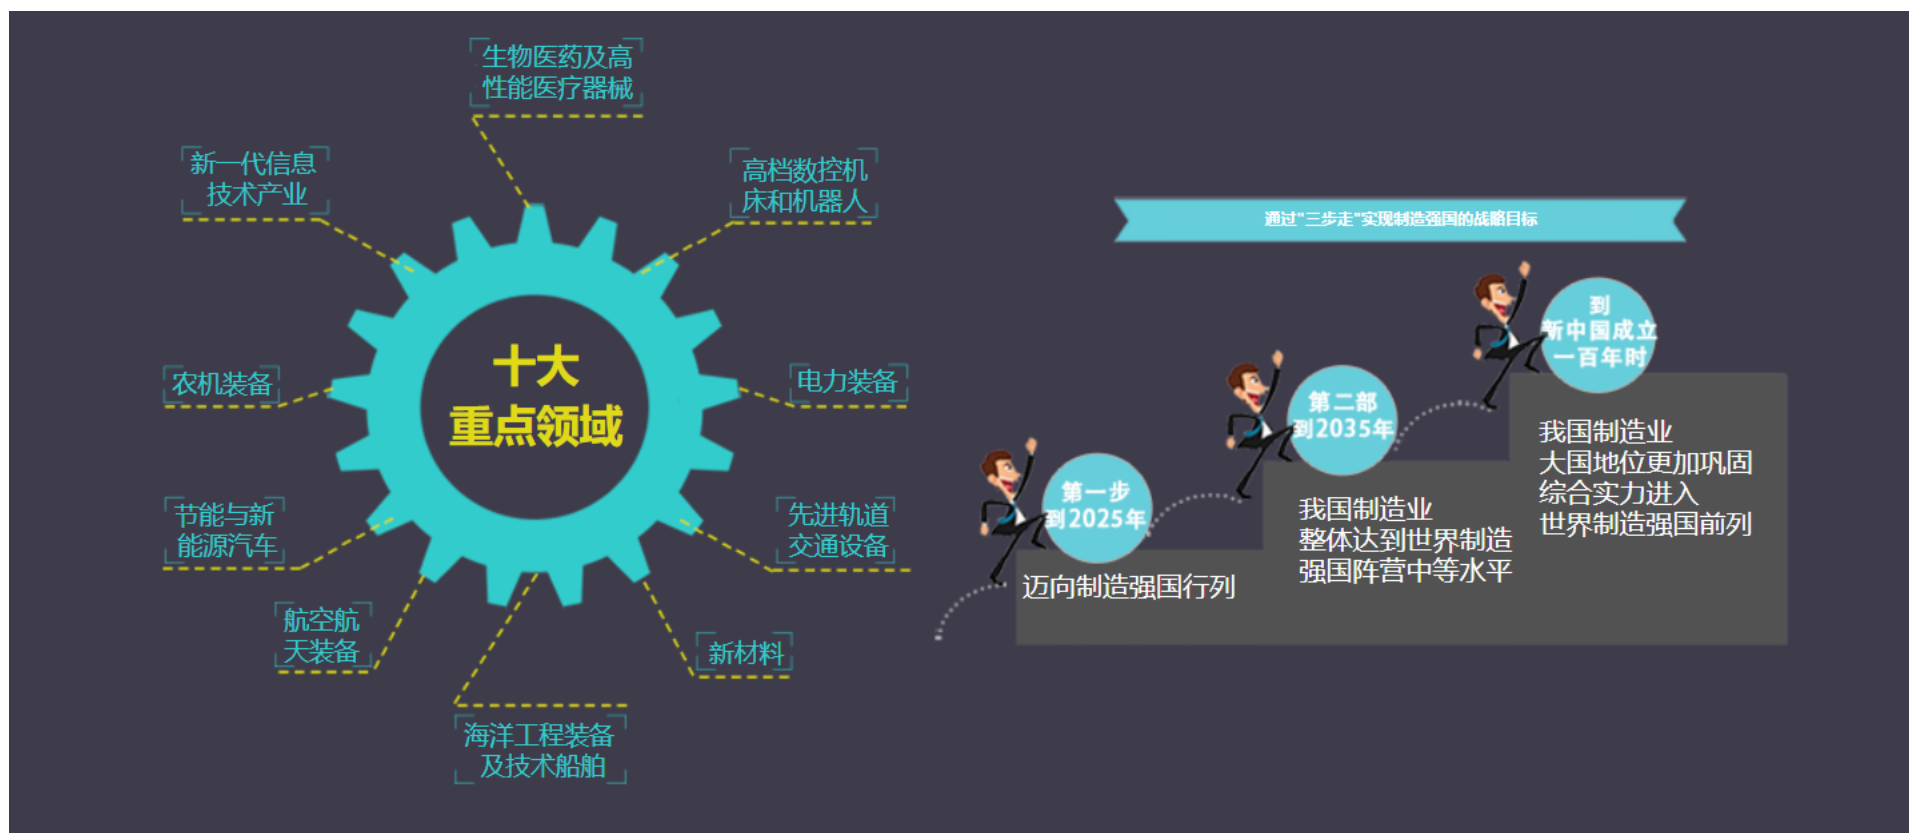 生物医药及高
性能医疗器械
新一代信息
技术产业
高档数控机
床和机器人
农机装备
十大
重点领域
电力装备
节能与新
能源汽车
先进轨道
交通设备
航空航
天装备
新材料
海洋工程装备
及技术船舶
通过"三步走"实现制造强国的战略目标
到
新中国成立
一百年时
我国制造业
大国地位更加巩固
综合实力进入
世界制造强国前列
第二部
到2035年
我国制造业
整体达到世界制造
强国阵营中等水平
第一步
到2025年
迈向制造强国行列